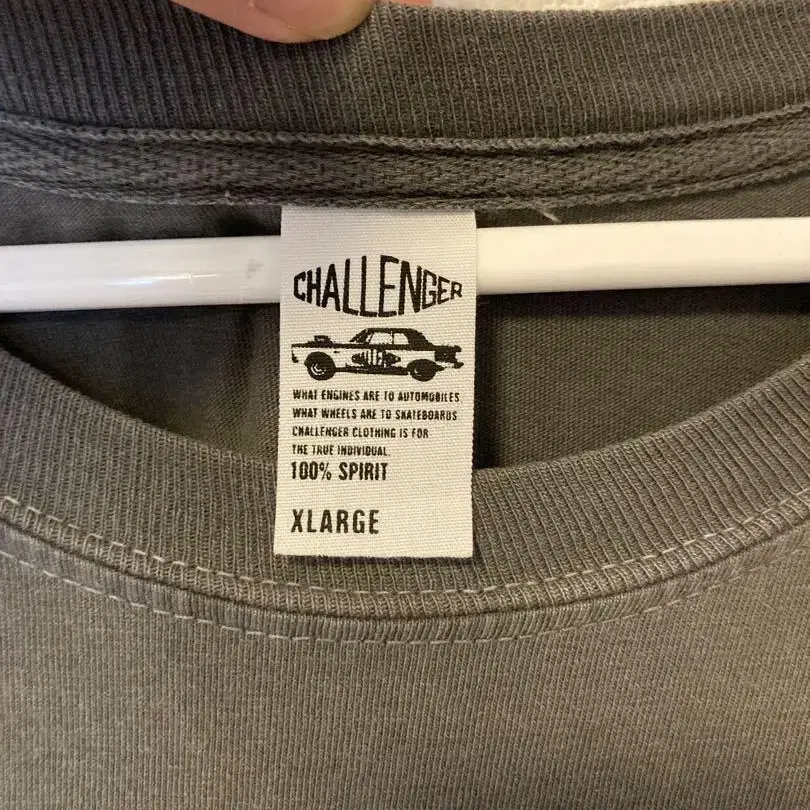 CHALLENGER
WHAT ENGINES ARE TO AUTOMOBILES
WHAT WHEELS ARE TO SKATEBOARDS
CHALLENGER CLOTHING IS FOR
THE TRUE INDIVIDUAL.
100% SPIRIT
XLARGE